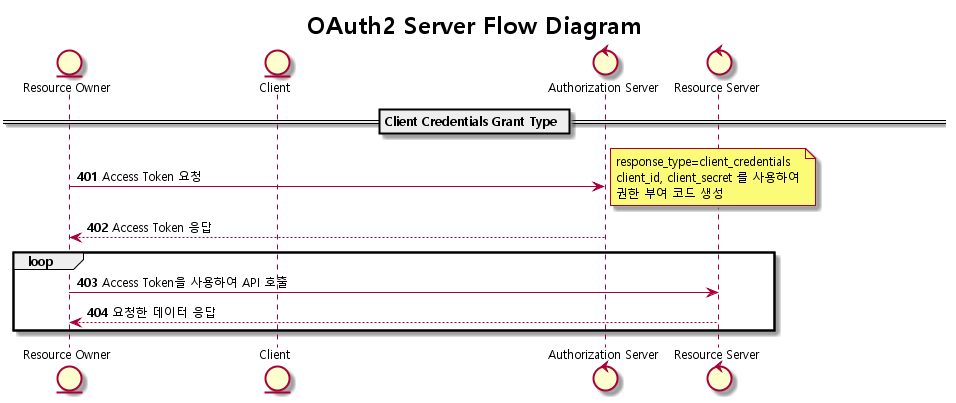 OAuth2 Server Flow Diagram
Resource Owner
Client
Authorization Server
Resource Server
Client Credentials Grant Type
response_type=client_credentials
client_id, client_secret 를 사용하여
권한 부여 코드 생성
401 Access Token 요청
402 Access Token 응답
loop
403 Access Token을 사용하여 API 호출
404 요청한 데이터 응답
Resource Owner
Client
Authorization Server
Resource Server